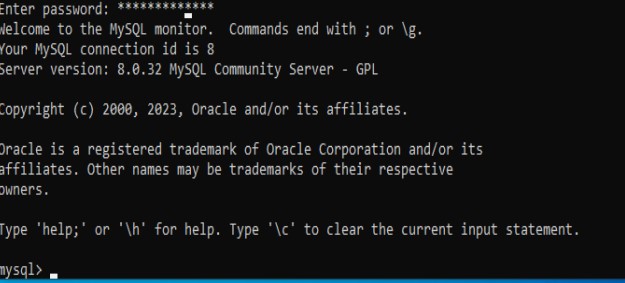 Enter password: *************
Welcome to the MySQL monitor.  Commands end with ; or \g.
Your MySQL connection id is 8
Server version: 8.0.32 MySQL Community Server - GPL

Copyright (c) 2000, 2023, Oracle and/or its affiliates.

Oracle is a registered trademark of Oracle Corporation and/or its
affiliates. Other names may be trademarks of their respective
owners.

Type 'help;' or '\h' for help. Type '\c' to clear the current input statement.

mysql>